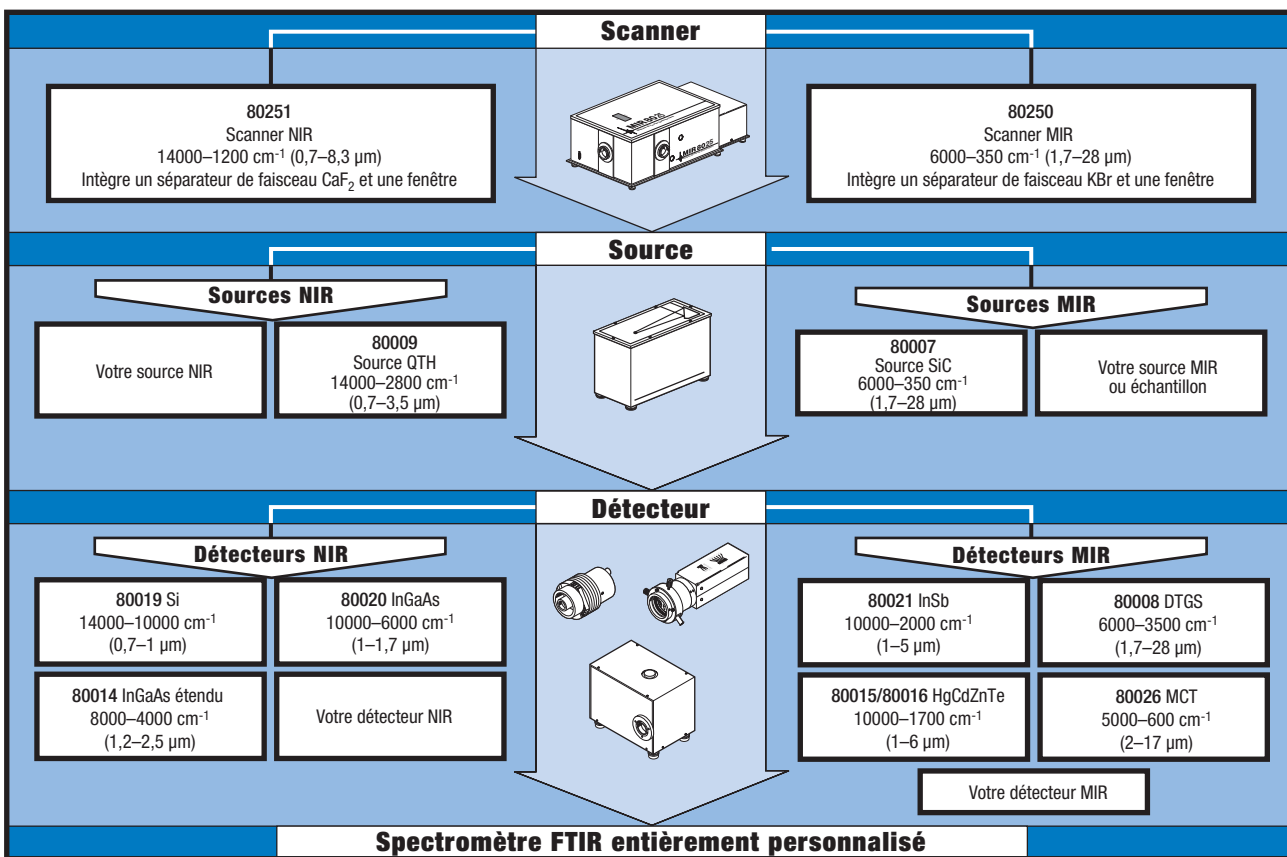 Scanner
80251
Scanner NIR
14000–1200 cm⁻¹ (0,7–8,3 µm)
Intègre un séparateur de faisceau CaF₂ et une fenêtre
MIR 8025
MIR8025
80250
Scanner MIR
6000–350 cm⁻¹ (1,7–28 µm)
Intègre un séparateur de faisceau KBr et une fenêtre
Source
Sources NIR
Votre source NIR
80009
Source QTH
14000–2800 cm⁻¹
(0,7–3,5 µm)
Sources MIR
80007
Source SiC
6000–350 cm⁻¹
(1,7–28 µm)
Votre source MIR
ou échantillon
Détecteur
Détecteurs NIR
80019 Si
14000–10000 cm⁻¹
(0,7–1 µm)
80020 InGaAs
10000–6000 cm⁻¹
(1–1,7 µm)
80014 InGaAs étendu
8000–4000 cm⁻¹
(1,2–2,5 µm)
Votre détecteur NIR
Détecteurs MIR
80021 InSb
10000–2000 cm⁻¹
(1–5 µm)
80008 DTGS
6000–3500 cm⁻¹
(1,7–28 µm)
80015/80016 HgCdZnTe
10000–1700 cm⁻¹
(1–6 µm)
80026 MCT
5000–600 cm⁻¹
(2–17 µm)
Votre détecteur MIR
Spectromètre FTIR entièrement personnalisé